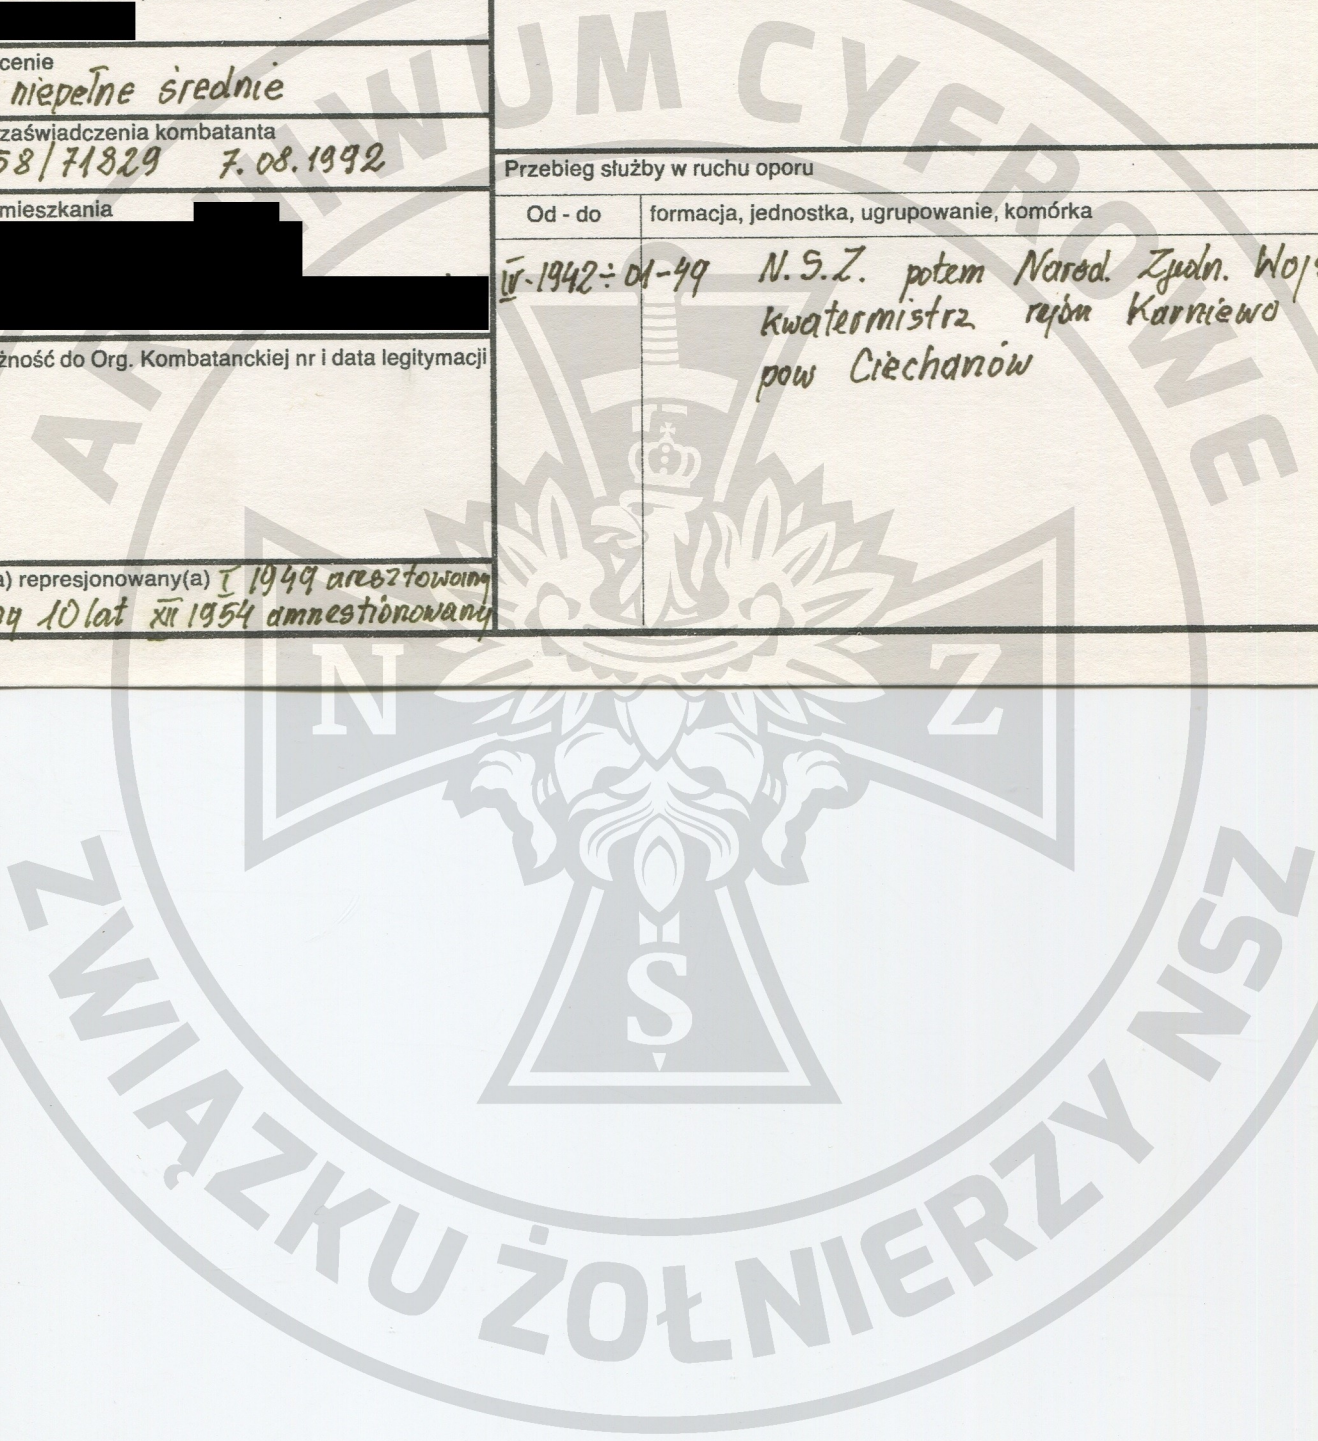 cenie
niepełne średnie
zaświadczenia kombatanta
58/71829 7.08.1992
mieszkania
żność do Org. Kombatanckiej nr i data legitymacji
a) represjonowany(a) I 1949 aresztowany
10 lat XII 1954 amnestionowany
Przebieg służby w ruchu oporu
Od - do formacja, jednostka, ugrupowanie, komórka
IV-1942÷01-49 N.S.Z. potem Narod. Zjedn. Wojs
kwatermistrz rejon Karniewo
pow Ciechanów
ARCHIWUM CYFROWE
ZWIĄZKU ŻOŁNIERZY NSZ
N Z
S